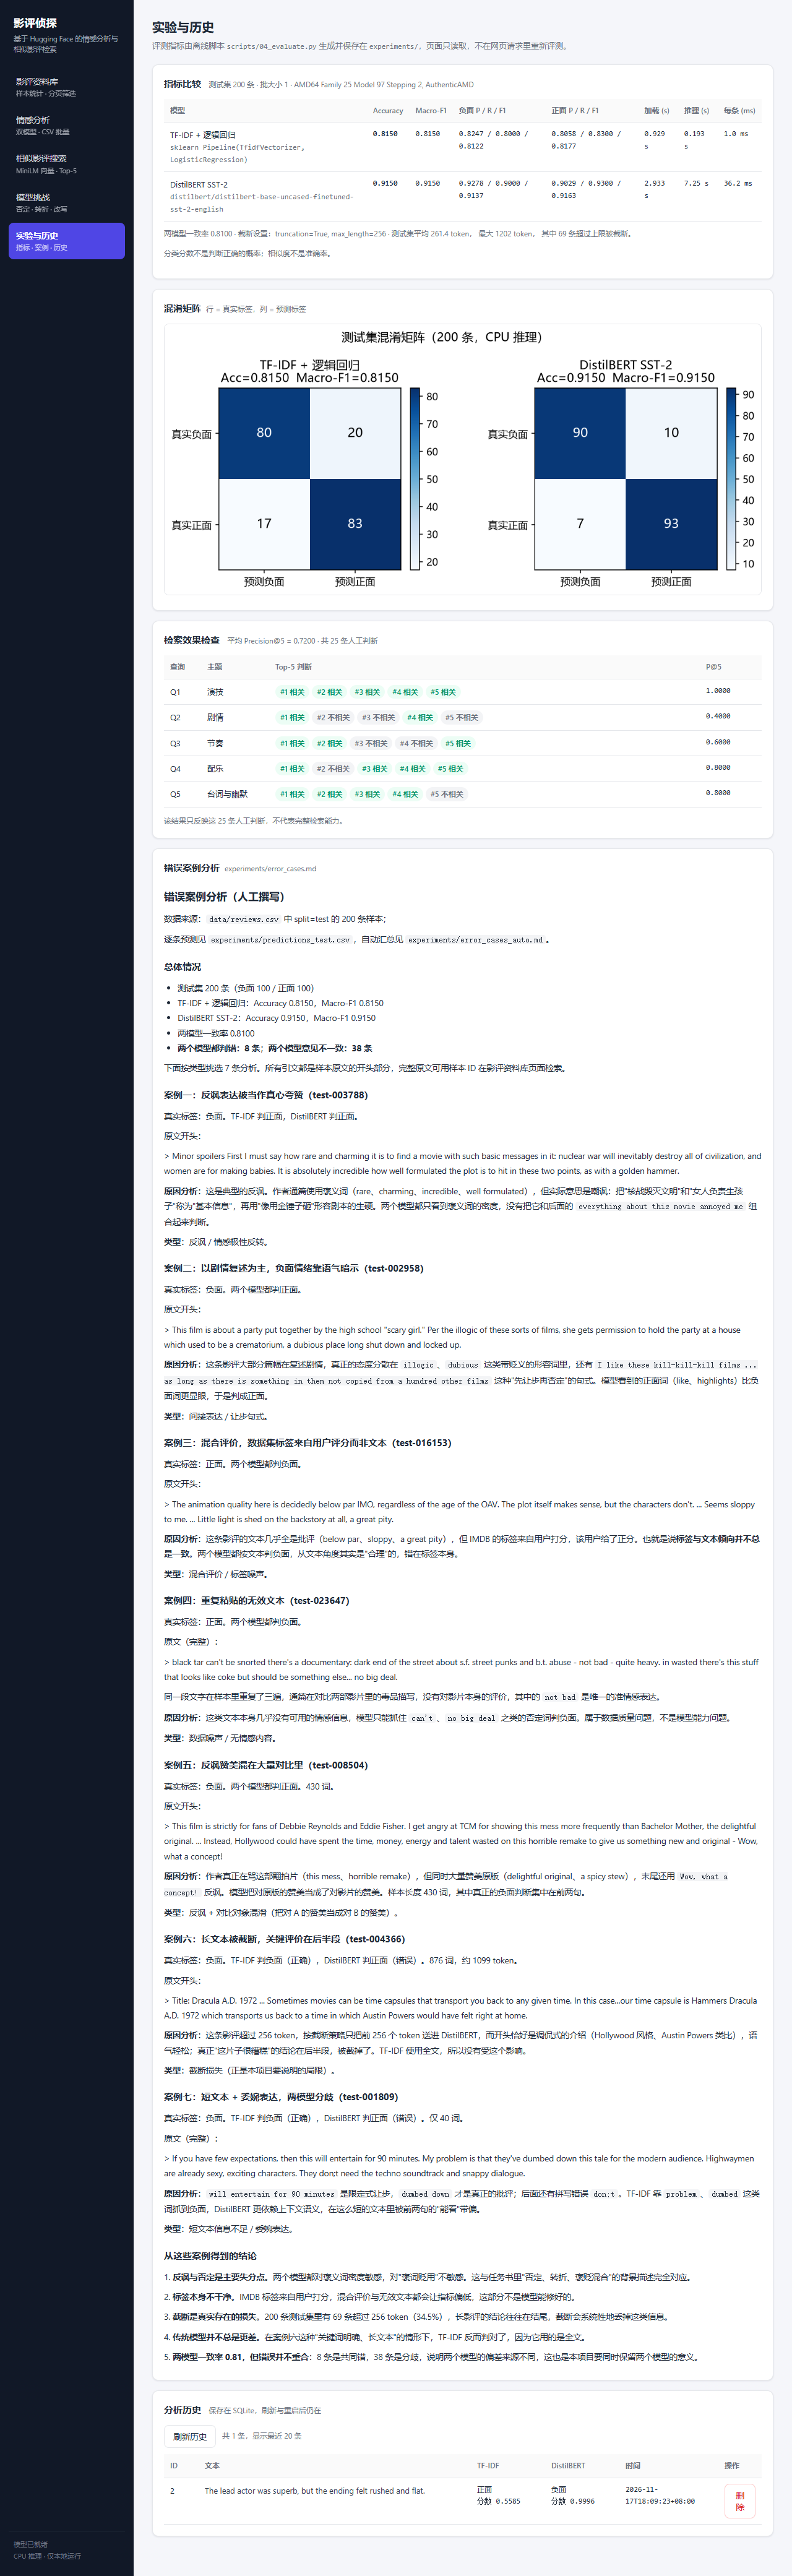 影评侦探
基于 Hugging Face 的情感分析与
相似影评检索
影评资料库
样本统计 · 分页筛选
情感分析
双模型 · CSV 批量
相似影评搜索
MiniLM 向量 · Top-5
模型挑战
否定 · 转折 · 改写
实验与历史
指标 · 案例 · 历史
模型已就绪
CPU 推理 · 仅本地运行
实验与历史
评测指标由离线脚本 scripts/04_evaluate.py 生成并保存在 experiments/，页面只读取，不在网页请求里重新评测。
指标比较 测试集 200 条 · 批大小 1 · AMD64 Family 25 Model 97 Stepping 2, AuthenticAMD
模型 Accuracy Macro-F1 负面 P / R / F1 正面 P / R / F1 加载 (s) 推理 (s) 每条 (ms)
TF-IDF + 逻辑回归 0.8150 0.8150 0.8247 / 0.8000 / 0.8058 / 0.8300 / 0.929 0.193 1.0 ms
sklearn Pipeline(TfidfVectorizer, 0.8122 0.8177 s s
LogisticRegression)
DistilBERT SST-2 0.9150 0.9150 0.9278 / 0.9000 / 0.9029 / 0.9300 / 2.933 7.25 s 36.2 ms
distilbert/distilbert-base-uncased-finetuned- 0.9137 0.9163 s
sst-2-english
两模型一致率 0.8100 · 截断设置：truncation=True, max_length=256 · 测试集平均 261.4 token， 最大 1202 token， 其中 69 条超过上限被截断。
分类分数不是判断正确的概率；相似度不是准确率。
混淆矩阵 行 = 真实标签，列 = 预测标签
测试集混淆矩阵（200 条，CPU 推理）
TF-IDF + 逻辑回归
Acc=0.8150 Macro-F1=0.8150
真实负面
80 20
真实正面
17 83
预测负面 预测正面
80
70
60
50
40
30
20
DistilBERT SST-2
Acc=0.9150 Macro-F1=0.9150
真实负面
90 10
真实正面
7 93
预测负面 预测正面
90
80
70
60
50
40
30
20
10
检索效果检查 平均 Precision@5 = 0.7200 · 共 25 条人工判断
查询 主题 Top-5 判断 P@5
Q1 演技 #1 相关 #2 相关 #3 相关 #4 相关 #5 相关 1.0000
Q2 剧情 #1 相关 #2 不相关 #3 不相关 #4 相关 #5 不相关 0.4000
Q3 节奏 #1 相关 #2 相关 #3 不相关 #4 不相关 #5 相关 0.6000
Q4 配乐 #1 相关 #2 不相关 #3 相关 #4 相关 #5 相关 0.8000
Q5 台词与幽默 #1 相关 #2 相关 #3 相关 #4 相关 #5 不相关 0.8000
该结果只反映这 25 条人工判断，不代表完整检索能力。
错误案例分析 experiments/error_cases.md
错误案例分析（人工撰写）
数据来源： data/reviews.csv 中 split=test 的 200 条样本；
逐条预测见 experiments/predictions_test.csv，自动汇总见 experiments/error_cases_auto.md。
总体情况
• 测试集 200 条（负面 100 / 正面 100）
• TF-IDF + 逻辑回归：Accuracy 0.8150，Macro-F1 0.8150
• DistilBERT SST-2：Accuracy 0.9150，Macro-F1 0.9150
• 两模型一致率 0.8100
• 两个模型都判错：8 条；两个模型意见不一致：38 条
下面按类型挑选 7 条分析。所有引文都是样本原文的开头部分，完整原文可用样本 ID 在影评资料库页面检索。
案例一：反讽表达被当作真心夸赞（test-003788）
真实标签：负面。TF-IDF 判正面，DistilBERT 判正面。
原文开头：
> Minor spoilers First I must say how rare and charming it is to find a movie with such basic messages in it: nuclear war will inevitably destroy all of civilization, and
women are for making babies. It is absolutely incredible how well formulated the plot is to hit in these two points, as with a golden hammer.
原因分析：这是典型的反讽。作者通篇使用褒义词（rare、charming、incredible、well formulated），但实际意思是嘲讽：把"核战毁灭文明"和"女人负责生孩
子"称为"基本信息"，再用"像用金锤子砸"形容剧本的生硬。两个模型都只看到褒义词的密度，没有把它和后面的 everything about this movie annoyed me 组
合起来判断。
类型：反讽 / 情感极性反转。
案例二：以剧情复述为主，负面情绪靠语气暗示（test-002958）
真实标签：负面。两个模型都判正面。
原文开头：
> This film is about a party put together by the high school "scary girl." Per the illogic of these sorts of films, she gets permission to hold the party at a house
which used to be a crematorium, a dubious place long shut down and locked up.
原因分析：这条影评大部分篇幅在复述剧情，真正的态度分散在 illogic、dubious 这类带贬义的形容词里，还有 I like these kill-kill-kill films ...
as long as there is something in them not copied from a hundred other films 这种"先让步再否定"的句式。模型看到的正面词（like、highlights）比负
面词更显眼，于是判成正面。
类型：间接表达 / 让步句式。
案例三：混合评价，数据集标签来自用户评分而非文本（test-016153）
真实标签：正面。两个模型都判负面。
原文开头：
> The animation quality here is decidedly below par IMO, regardless of the age of the OAV. The plot itself makes sense, but the characters don't. ... Seems sloppy
to me. ... Little light is shed on the backstory at all, a great pity.
原因分析：这条影评的文本几乎全是批评（below par、sloppy、a great pity），但 IMDB 的标签来自用户打分，该用户给了正分。也就是说标签与文本倾向并不总
是一致。两个模型都按文本判负面，从文本角度其实是"合理"的，错在标签本身。
类型：混合评价 / 标签噪声。
案例四：重复粘贴的无效文本（test-023647）
真实标签：正面。两个模型都判负面。
原文（完整）：
> black tar can't be snorted there's a documentary: dark end of the street about s.f. street punks and b.t. abuse - not bad - quite heavy. in wasted there's this stuff
that looks like coke but should be something else... no big deal.
同一段文字在样本里重复了三遍，通篇在对比两部影片里的毒品描写，没有对影片本身的评价，其中的 not bad 是唯一的准情感表达。
原因分析：这类文本本身几乎没有可用的情感信息，模型只能抓住 can't、no big deal 之类的否定词判负面。属于数据质量问题，不是模型能力问题。
类型：数据噪声 / 无情感内容。
案例五：反讽赞美混在大量对比里（test-008504）
真实标签：负面。两个模型都判正面。430 词。
原文开头：
> This film is strictly for fans of Debbie Reynolds and Eddie Fisher. I get angry at TCM for showing this mess more frequently than Bachelor Mother, the delightful
original. ... Instead, Hollywood could have spent the time, money, energy and talent wasted on this horrible remake to give us something new and original - Wow,
what a concept!
原因分析：作者真正在骂这部翻拍片（this mess、horrible remake），但同时大量赞美原版（delightful original、a spicy stew），末尾还用 Wow, what a
concept! 反讽。模型把对原版的赞美当成了对影片的赞美。样本长度 430 词，其中真正的负面判断集中在前两句。
类型：反讽 + 对比对象混淆（把对 A 的赞美当成对 B 的赞美）。
案例六：长文本被截断，关键评价在后半段（test-004366）
真实标签：负面。TF-IDF 判负面（正确），DistilBERT 判正面（错误）。876 词，约 1099 token。
原文开头：
> Title: Dracula A.D. 1972 ... Sometimes movies can be time capsules that transport you back to any given time. In this case...our time capsule is Hammers Dracula
A.D. 1972 which transports us back to a time in which Austin Powers would have felt right at home.
原因分析：这条影评超过 256 token，按截断策略只把前 256 个 token 送进 DistilBERT，而开头恰好是调侃式的介绍（Hollywood 风格、Austin Powers 类比），语
气轻松；真正"这片子很糟糕"的结论在后半段，被截掉了。TF-IDF 使用全文，所以没有受这个影响。
类型：截断损失（正是本项目要说明的局限）。
案例七：短文本 + 委婉表达，两模型分歧（test-001809）
真实标签：负面。TF-IDF 判负面（正确），DistilBERT 判正面（错误）。仅 40 词。
原文（完整）：
> If you have few expectations, then this will entertain for 90 minutes. My problem is that they've dumbed down this tale for the modern audience. Highwaymen
are already sexy, exciting characters. They don;t need the techno soundtrack and snappy dialogue.
原因分析： will entertain for 90 minutes 是限定式让步，dumbed down 才是真正的批评；后面还有拼写错误 don;t。TF-IDF 靠 problem、dumbed 这类
词抓到负面，DistilBERT 更依赖上下文语义，在这么短的文本里被前两句的"能看"带偏。
类型：短文本信息不足 / 委婉表达。
从这些案例得到的结论
1. 反讽与否定是主要失分点。两个模型都对褒义词密度敏感，对"褒词贬用"不敏感。这与任务书里"否定、转折、褒贬混合"的背景描述完全对应。
2. 标签本身不干净。IMDB 标签来自用户打分，混合评价与无效文本都会让指标偏低，这部分不是模型能修好的。
3. 截断是真实存在的损失。200 条测试集里有 69 条超过 256 token（34.5%），长影评的结论往往在结尾，截断会系统性地丢掉这类信息。
4. 传统模型并不总是更差。在案例六这种"关键词明确、长文本"的情形下，TF-IDF 反而判对了，因为它用的是全文。
5. 两模型一致率 0.81，但错误并不重合：8 条是共同错，38 条是分歧，说明两个模型的偏差来源不同，这也是本项目要同时保留两个模型的意义。
分析历史 保存在 SQLite，刷新与重启后仍在
刷新历史 共 1 条，显示最近 20 条
ID 文本 TF-IDF DistilBERT 时间 操作
2 The lead actor was superb, but the ending felt rushed and flat. 正面 负面 2026-11- 删
分数 0.5585 分数 0.9996 17T18:09:23+08:00 除